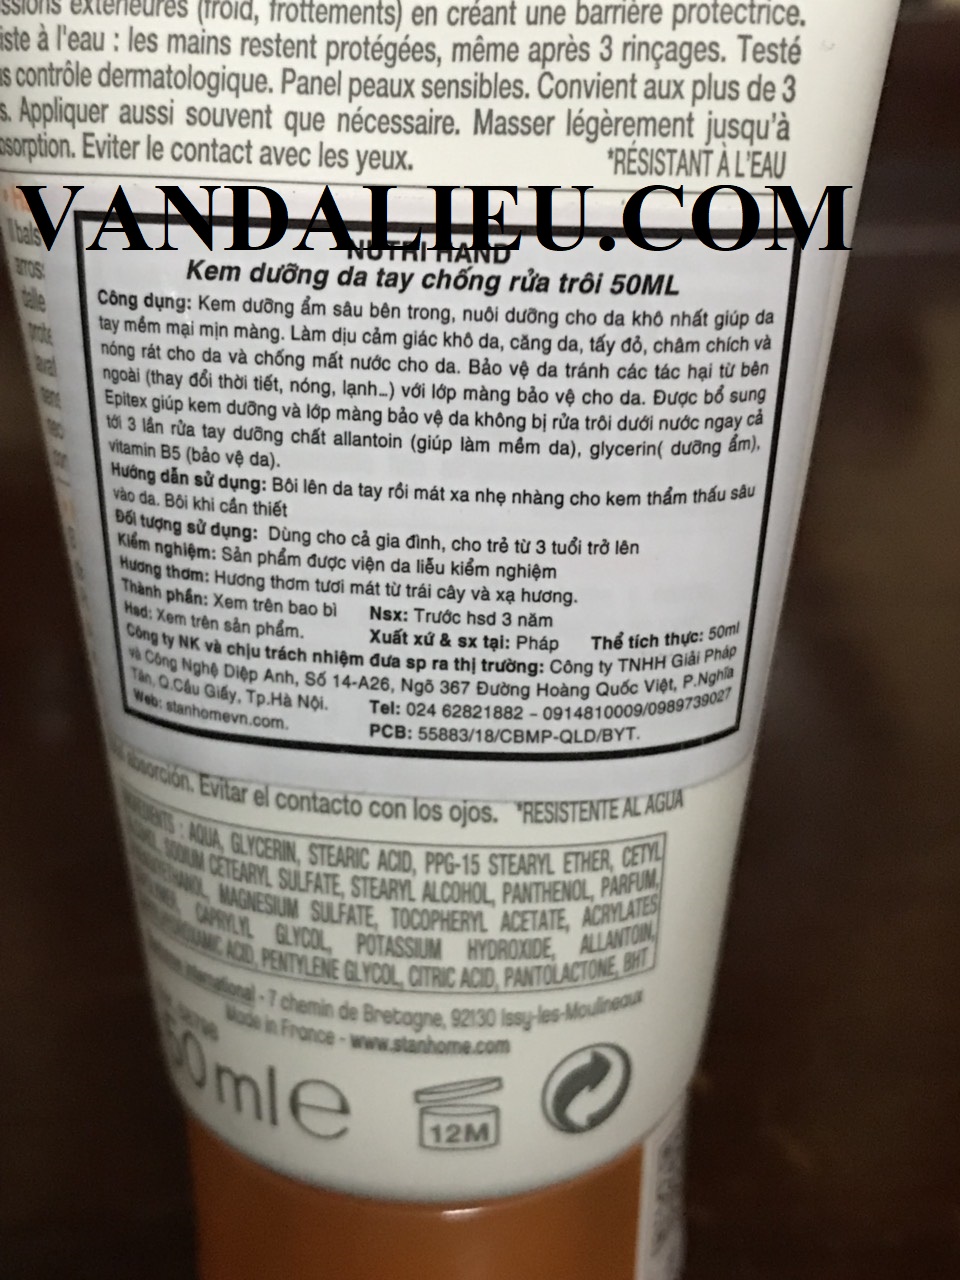 extérieures (froid, frottements) en créant une barrière protectrice.
à l'eau : les mains restent protégées, même après 3 rinçages. Testé
contrôle dermatologique. Panel peaux sensibles. Convient aux plus de 3
Appliquer aussi souvent que nécessaire. Masser légèrement jusqu'à
Eviter le contact avec les yeux. *RÉSISTANT À L'EAU
VANDALIEU.COM
NUTRI HAND
Kem dưỡng da tay chống rửa trôi 50ML
Công dụng: Kem dưỡng ẩm sâu bên trong, nuôi dưỡng cho da khô nhất giúp da
tay mềm mại mịn màng. Làm dịu cảm giác khô da, căng da, tấy đỏ, châm chích và
nóng rát cho da và chống mất nước cho da. Bảo vệ da tránh các tác hại từ bên
ngoài (thay đổi thời tiết, nóng, lạnh...) với lớp màng bảo vệ cho da. Được bổ sung
Epitex giúp kem dưỡng và lớp màng bảo vệ da không bị rửa trôi dưới nước ngay cả
tới 3 lần rửa tay dưỡng chất allantoin (giúp làm mềm da), glycerin( dưỡng ẩm),
vitamin B5 (bảo vệ da).
Hướng dẫn sử dụng: Bôi lên da tay rồi mát xa nhẹ nhàng cho kem thẩm thấu sâu
vào da. Bôi khi cần thiết
Đối tượng sử dụng: Dùng cho cả gia đình, cho trẻ từ 3 tuổi trở lên
Kiểm nghiệm: Sản phẩm được viện da liễu kiểm nghiệm
Hương thơm: Hương thơm tươi mát từ trái cây và xạ hương.
Thành phần: Xem trên bao bì Nsx: Trước hsd 3 năm
Hsd: Xem trên sản phẩm. Xuất xứ & sx tại: Pháp Thể tích thực: 50ml
Công ty NK và chịu trách nhiệm đưa sp ra thị trường: Công ty TNHH Giải Pháp
và Công Nghệ Diệp Anh, Số 14-A26, Ngõ 367 Đường Hoàng Quốc Việt, P.Nghĩa
Tân, Q.Cầu Giấy, Tp.Hà Nội. Tel: 024 62821882 - 0914810009/0989739027
Web: stanhomevn.com. PCB: 55883/18/CBMP-QLD/BYT.
absorción. Evitar el contacto con los ojos. *RESISTENTE AL AGUA
INGREDIENTS : AQUA, GLYCERIN, STEARIC ACID, PPG-15 STEARYL ETHER, CETYL
ALCOHOL, SODIUM CETEARYL SULFATE, STEARYL ALCOHOL, PANTHENOL, PARFUM,
MAGNESIUM SULFATE, TOCOPHERYL ACETATE, ACRYLATES
CAPRYLYL GLYCOL, POTASSIUM HYDROXIDE, ALLANTOIN,
ACID, PENTYLENE GLYCOL, CITRIC ACID, PANTOLACTONE, BHT
International - 7 chemin de Bretagne, 92130 Issy-les-Moulineaux
Made in France - www.stanhome.com
50ml e
12M